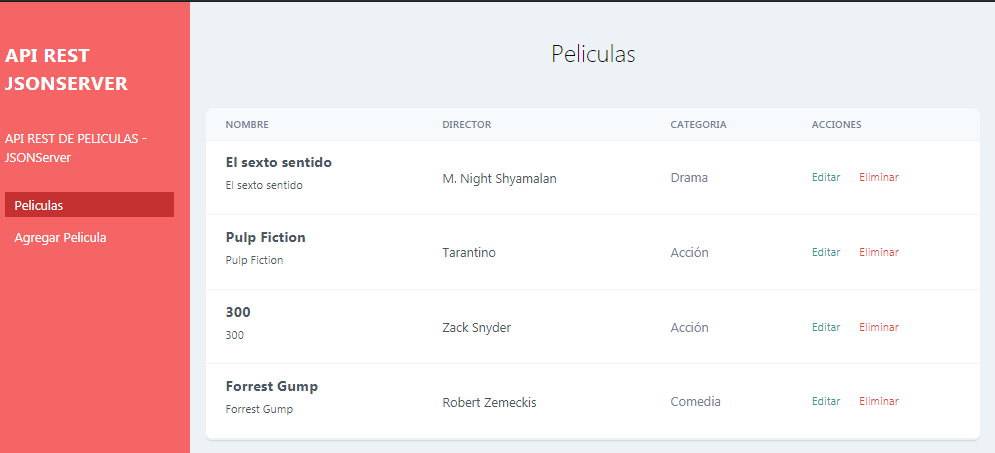 API REST
JSONSERVER
API REST DE PELICULAS -
JSONServer
Peliculas
Agregar Pelicula
Peliculas
NOMBRE DIRECTOR CATEGORIA ACCIONES
El sexto sentido
El sexto sentido
M. Night Shyamalan Drama Editar Eliminar
Pulp Fiction
Pulp Fiction
Tarantino Acción Editar Eliminar
300
300
Zack Snyder Acción Editar Eliminar
Forrest Gump
Forrest Gump
Robert Zemeckis Comedia Editar Eliminar